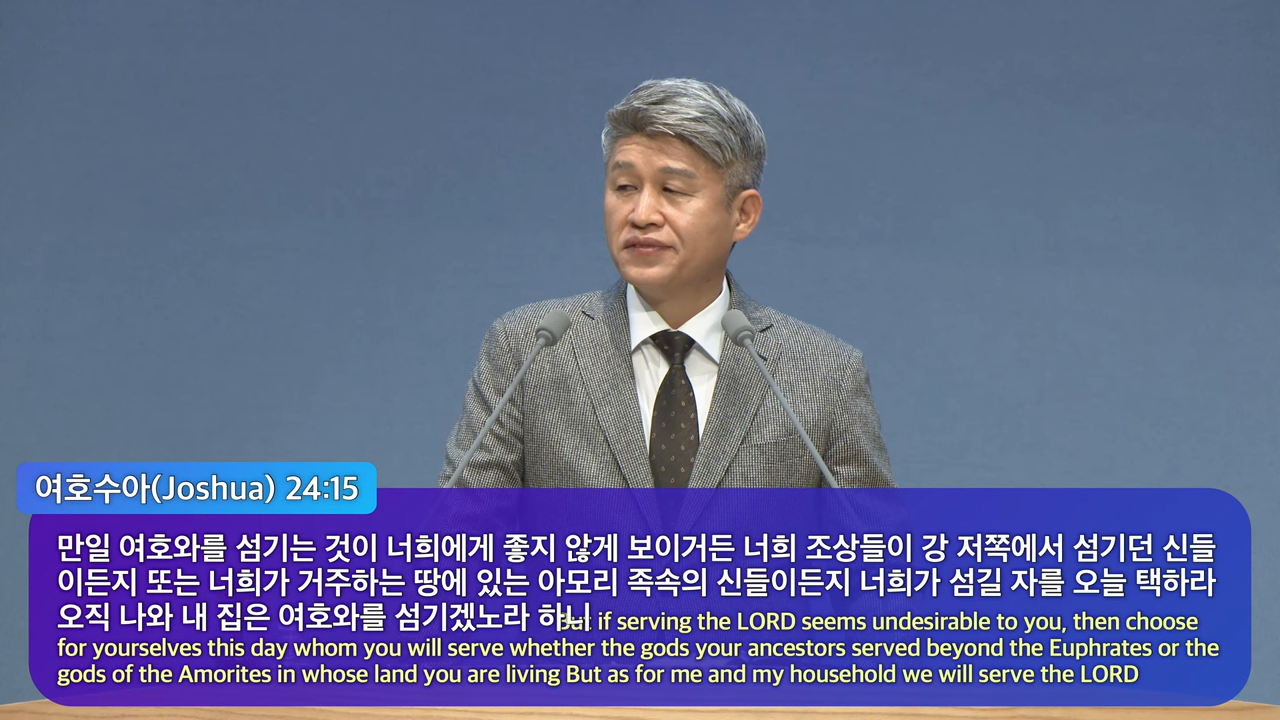 여호수아(Joshua) 24:15
만일 여호와를 섬기는 것이 너희에게 좋지 않게 보이거든 너희 조상들이 강 저쪽에서 섬기던 신들
이든지 또는 너희가 거주하는 땅에 있는 아모리 족속의 신들이든지 너희가 섬길 자를 오늘 택하라
오직 나와 내 집은 여호와를 섬기겠노라 하니 But if serving the LORD seems undesirable to you, then choose
for yourselves this day whom you will serve whether the gods your ancestors served beyond the Euphrates or the
gods of the Amorites in whose land you are living But as for me and my household we will serve the LORD